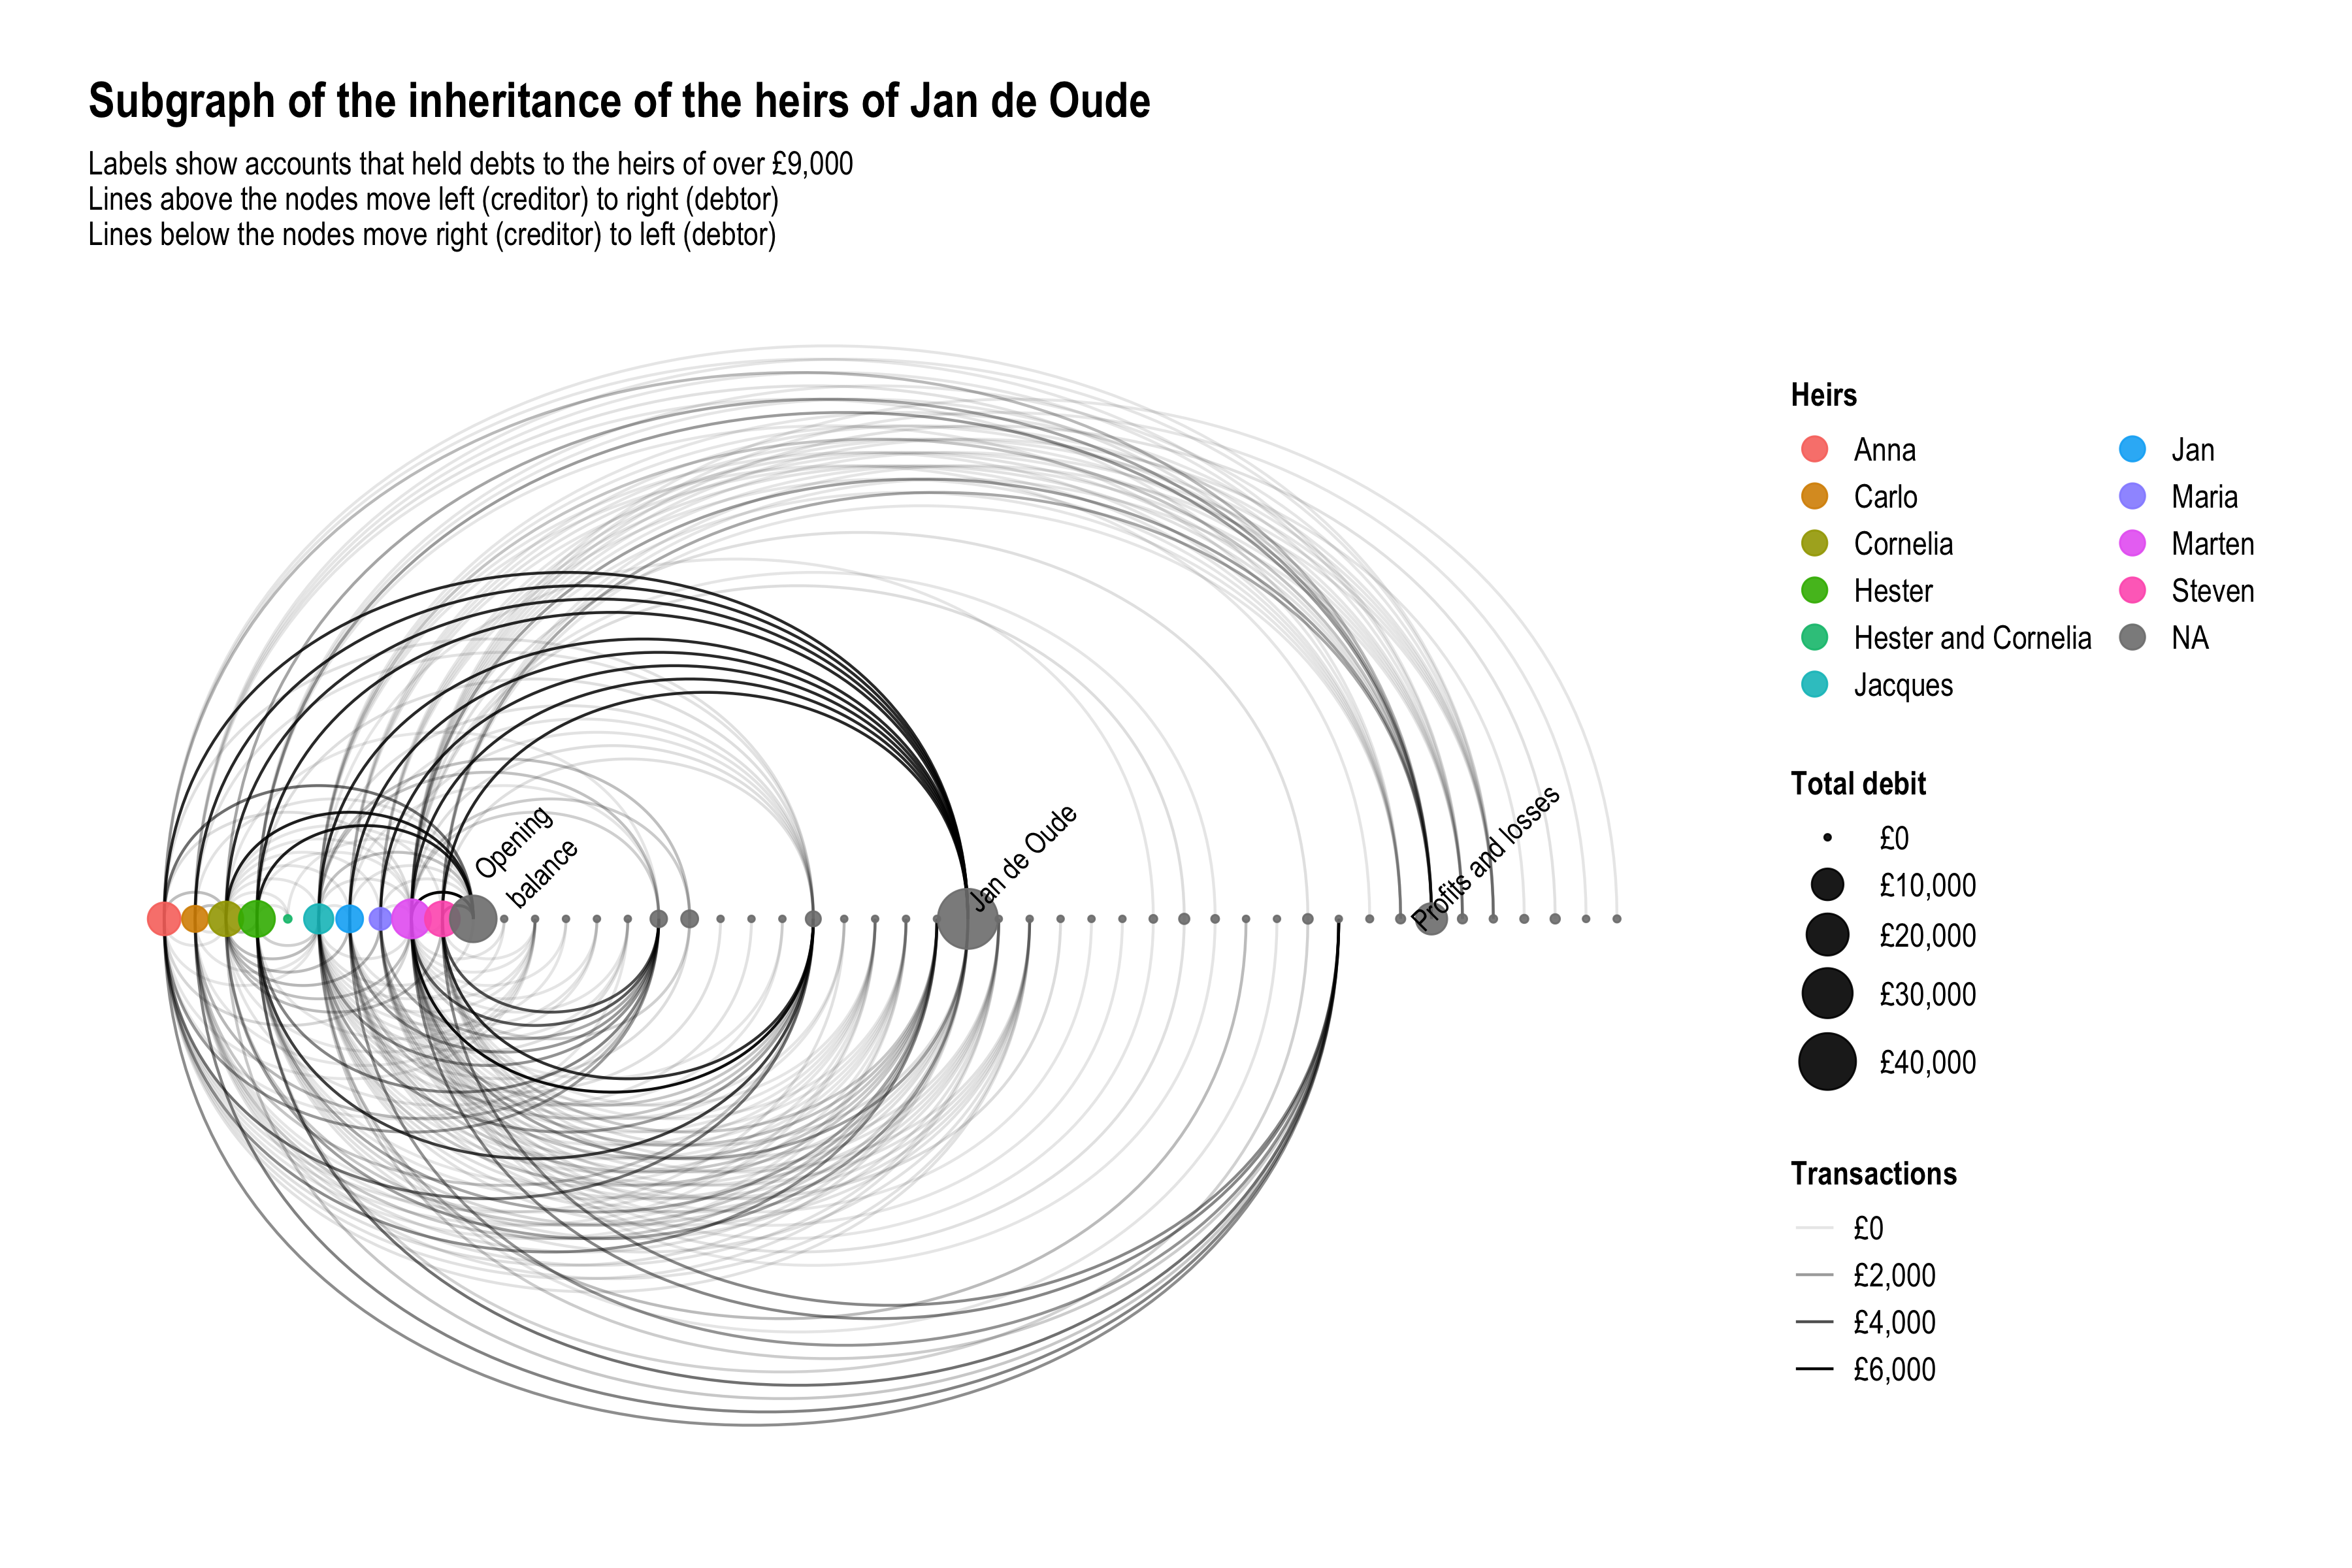 Subgraph of the inheritance of the heirs of Jan de Oude
Labels show accounts that held debts to the heirs of over £9,000
Lines above the nodes move left (creditor) to right (debtor)
Lines below the nodes move right (creditor) to left (debtor)
Opening
balance
Jan de Oude
Profits and losses
Heirs
Anna
Carlo
Cornelia
Hester
Hester and Cornelia
Jacques
Jan
Maria
Marten
Steven
NA
Total debit
£0
£10,000
£20,000
£30,000
£40,000
Transactions
£0
£2,000
£4,000
£6,000